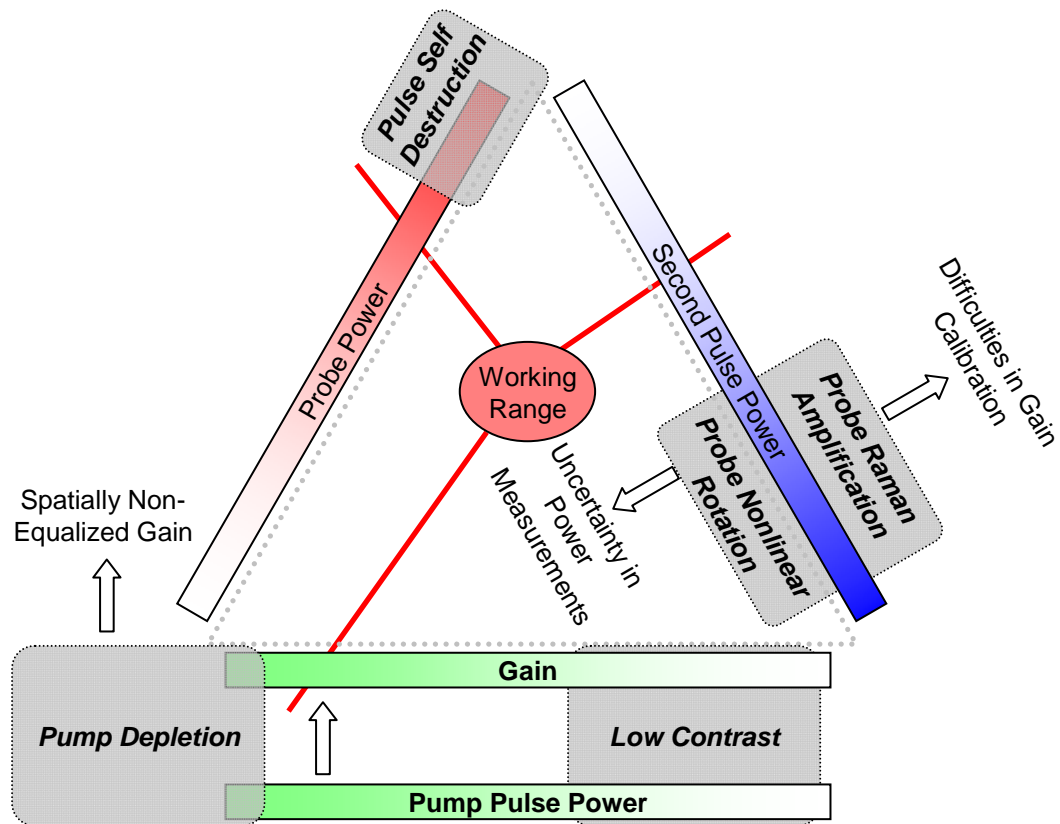 Pulse Self
Destruction
Probe Power
Second Pulse Power
Working
Range
Difficulties in Gain
Calibration
Probe Raman
Amplification
Probe Nonlinear
Rotation
Uncertainty in
Power
Measurements
Spatially Non-
Equalized Gain
Gain
Pump Depletion
Low Contrast
Pump Pulse Power